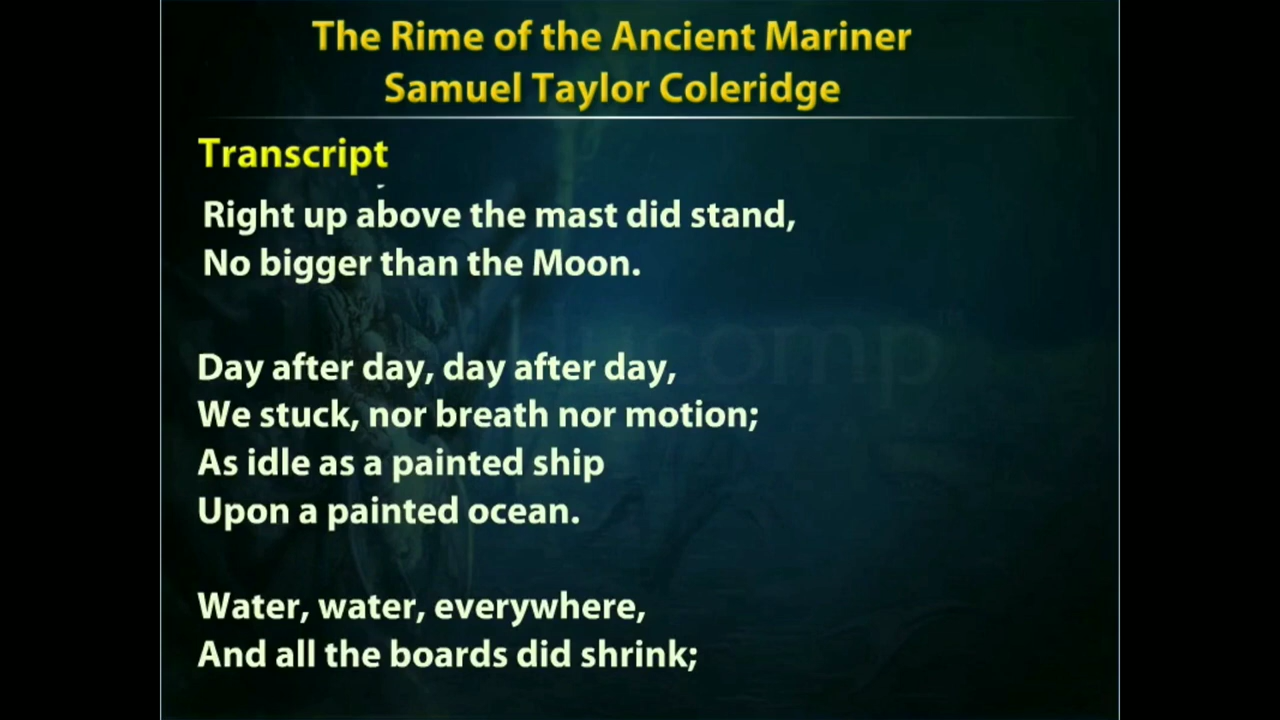 The Rime of the Ancient Mariner
Samuel Taylor Coleridge
Transcript
Right up above the mast did stand,
No bigger than the Moon.
Day after day, day after day,
We stuck, nor breath nor motion;
As idle as a painted ship
Upon a painted ocean.
Water, water, everywhere,
And all the boards did shrink;